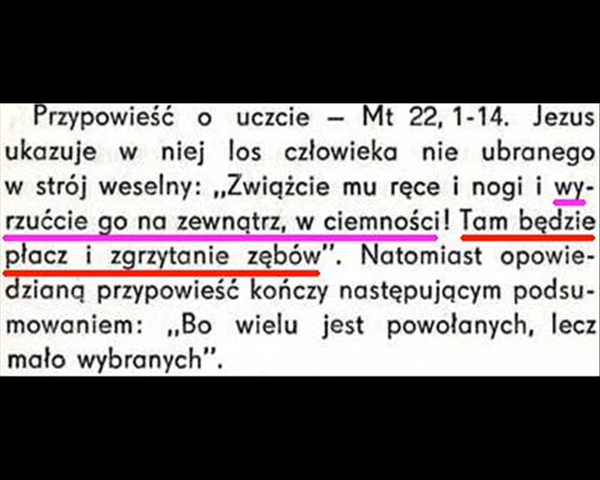 Przypowieść o uczcie – Mt 22, 1-14. Jezus
ukazuje w niej los człowieka nie ubranego
w strój weselny: „Zwiążcie mu ręce i nogi i wy-
rzućcie go na zewnątrz, w ciemności! Tam będzie
płacz i zgrzytanie zębów”. Natomiast opowie-
dzianą przypowieść kończy następującym podsu-
mowaniem: „Bo wielu jest powołanych, lecz
mało wybranych”.